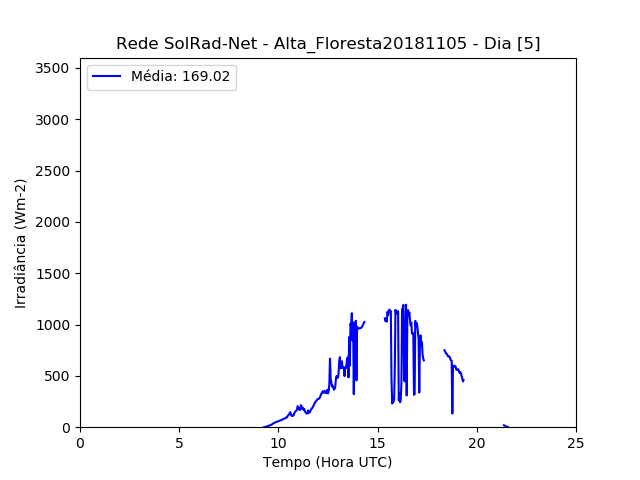 Rede SolRad-Net - Alta_Floresta20181105 - Dia [5]
Média: 169.02
3500
3000
2500
2000
1500
1000
500
0
Irradiância (Wm-2)
0 5 10 15 20 25
Tempo (Hora UTC)